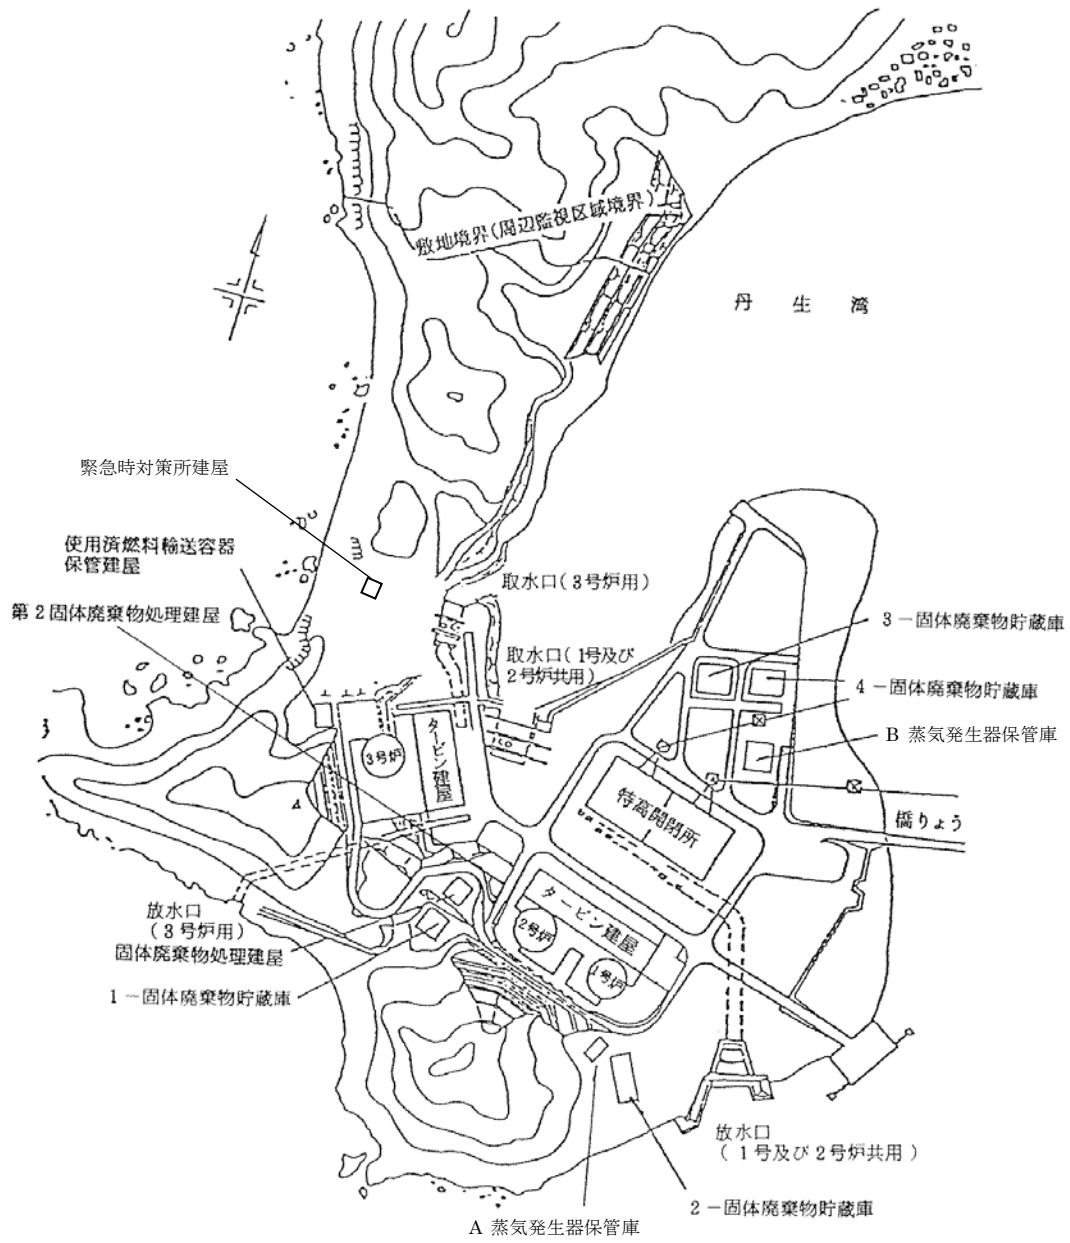 敷地境界(周辺監視区域境界)
丹生湾
緊急時対策所建屋
使用済燃料輸送容器
保管建屋
第2固体廃棄物処理建屋
取水口(3号炉用)
取水口(1号及び
2号炉共用)
3-固体廃棄物貯蔵庫
4-固体廃棄物貯蔵庫
B 蒸気発生器保管庫
3号炉
タービン建屋
特高開閉所
橋りょう
タービン建屋
2号炉
1号炉
放水口
(3号炉用)
固体廃棄物処理建屋
1-固体廃棄物貯蔵庫
放水口
(1号及び2号炉共用)
2-固体廃棄物貯蔵庫
A 蒸気発生器保管庫